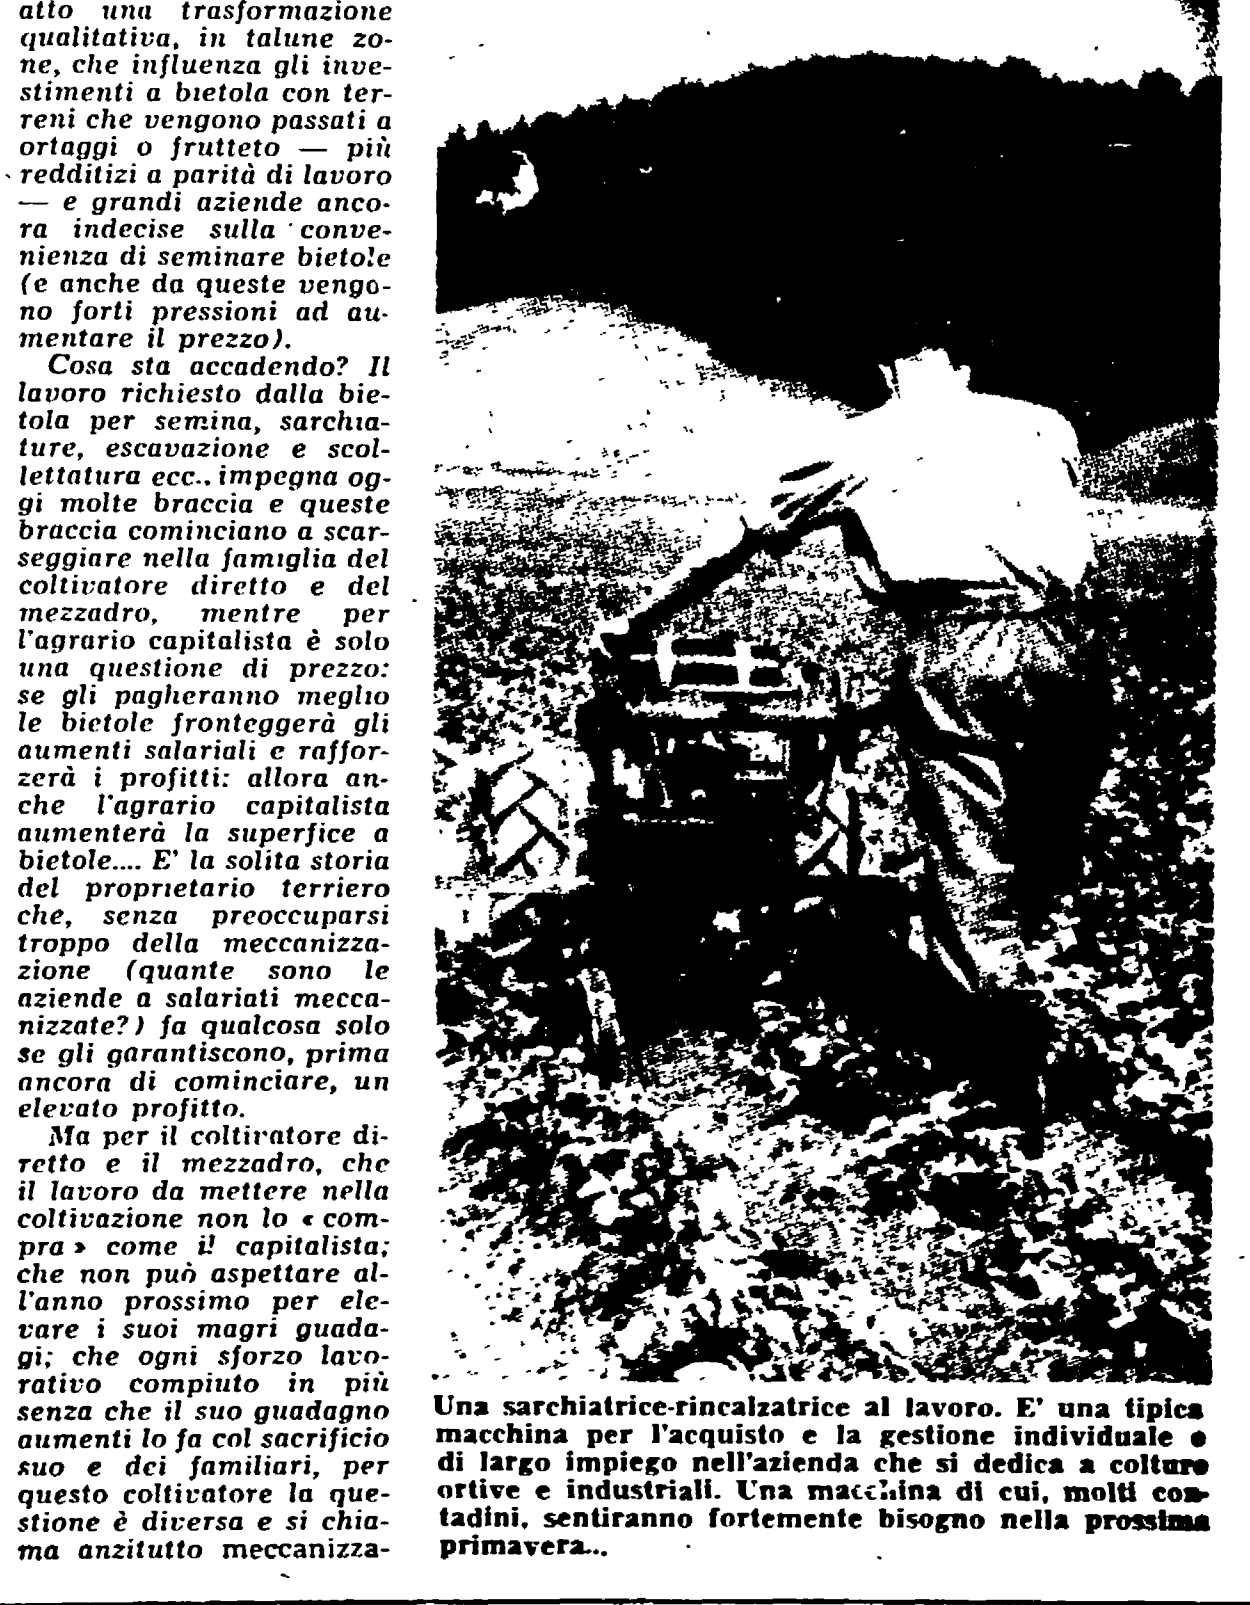 atto una trasformazione
qualitativa, in talune zo-
ne, che influenza gli inve-
stimenti a bietola con ter-
reni che vengono passati a
ortaggi o frutteto — più
redditizi a parità di lavoro
— e grandi aziende anco-
ra indecise sulla conve-
nienza di seminare bietole
(e anche da queste vengo-
no forti pressioni ad au-
mentare il prezzo).
Cosa sta accadendo? Il
lavoro richiesto dalla bie-
tola per semina, sarchia-
ture, escavazione e scol-
lettatura ecc.. impegna og-
gi molte braccia e queste
braccia cominciano a scar-
seggiare nella famiglia del
coltivatore diretto e del
mezzadro, mentre per
l'agrario capitalista è solo
una questione di prezzo:
se gli pagheranno meglio
le bietole fronteggerà gli
aumenti salariali e raffor-
zerà i profitti: allora an-
che l'agrario capitalista
aumenterà la superfice a
bietole.... E' la solita storia
del proprietario terriero
che, senza preoccuparsi
troppo della meccanizza-
zione (quante sono le
aziende a salariati mecca-
nizzate?) fa qualcosa solo
se gli garantiscono, prima
ancora di cominciare, un
elevato profitto.
Ma per il coltivatore di-
retto e il mezzadro, che
il lavoro da mettere nella
coltivazione non lo « com-
pra » come il capitalista;
che non può aspettare al-
l'anno prossimo per ele-
vare i suoi magri guada-
gi; che ogni sforzo lavo-
rativo compiuto in più
senza che il suo guadagno
aumenti lo fa col sacrificio
suo e dei familiari, per
questo coltivatore la que-
stione è diversa e si chia-
ma anzitutto meccanizza-
Una sarchiatrice-rincalzatrice al lavoro. E' una tipica
macchina per l'acquisto e la gestione individuale e
di largo impiego nell'azienda che si dedica a colture
ortive e industriali. Una macchina di cui, molti con-
tadini, sentiranno fortemente bisogno nella prossima
primavera...